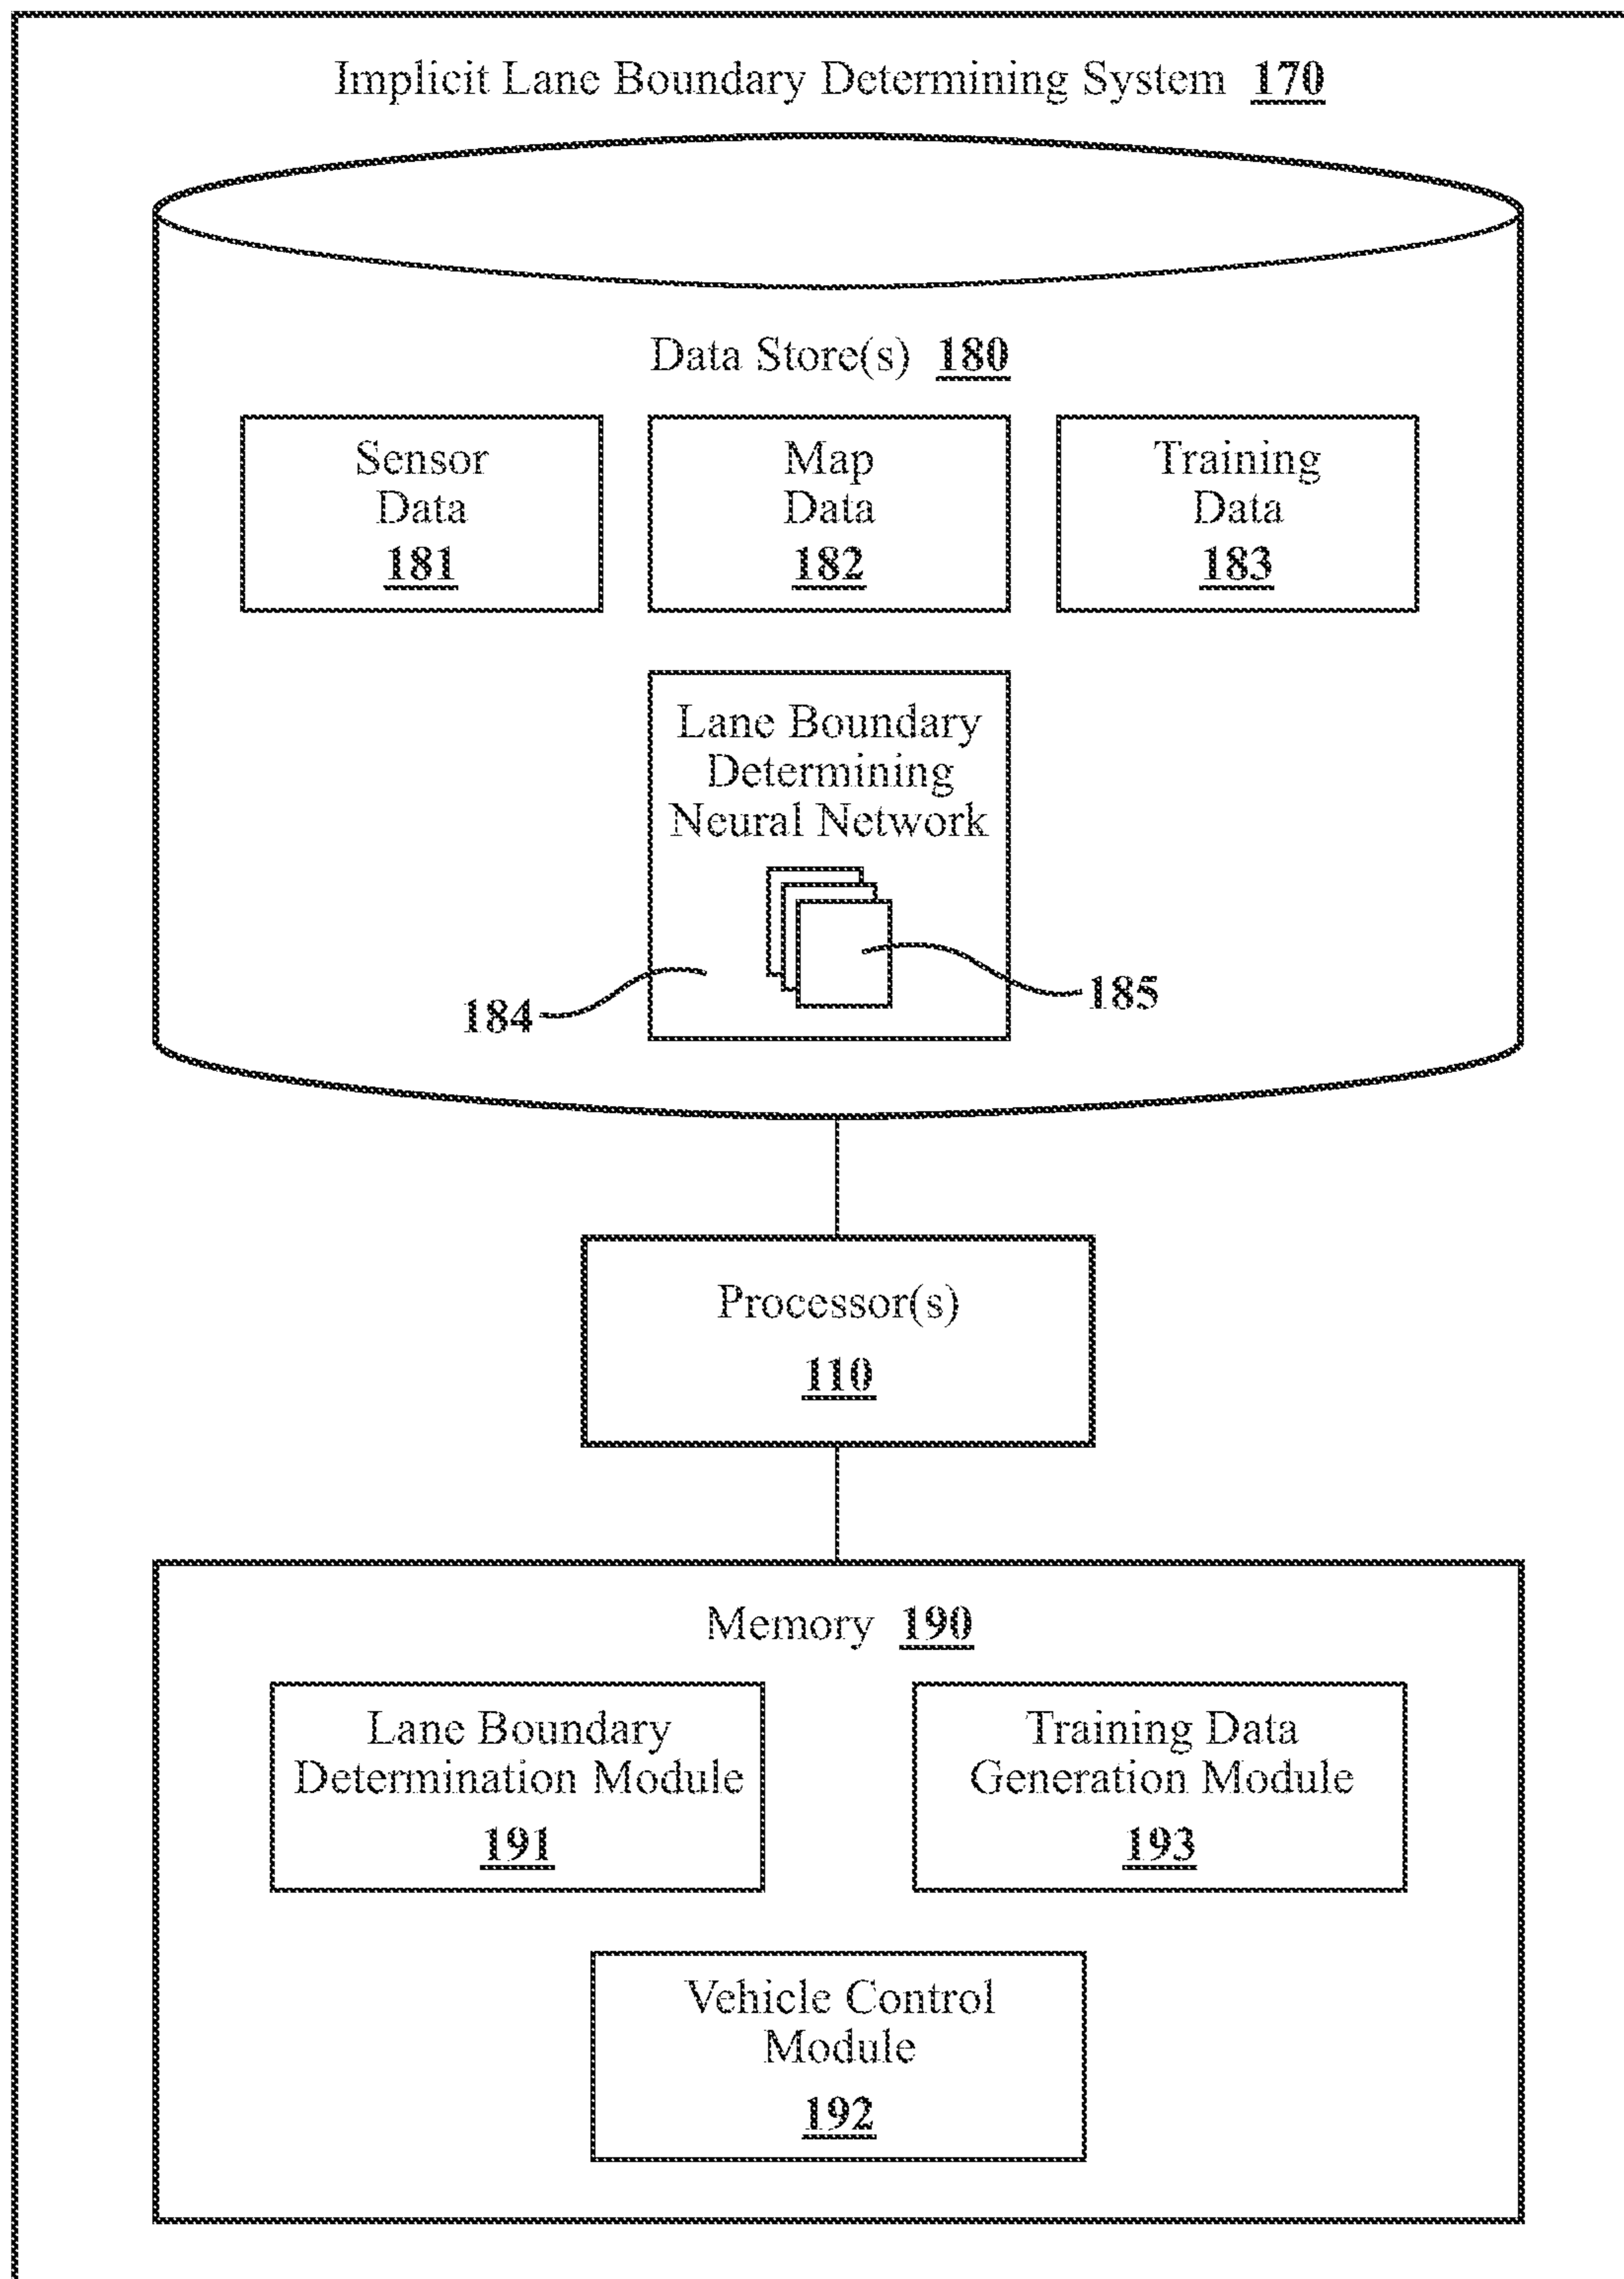 Implicit Lane Boundary Determining System 170
Data Store(s) 180
Sensor
Data
181
Map
Data
182
Training
Data
183
Lane Boundary
Determining
Neural Network
184
185
Processor(s)
110
Memory 190
Lane Boundary
Determination Module
191
Training Data
Generation Module
193
Vehicle Control
Module
192